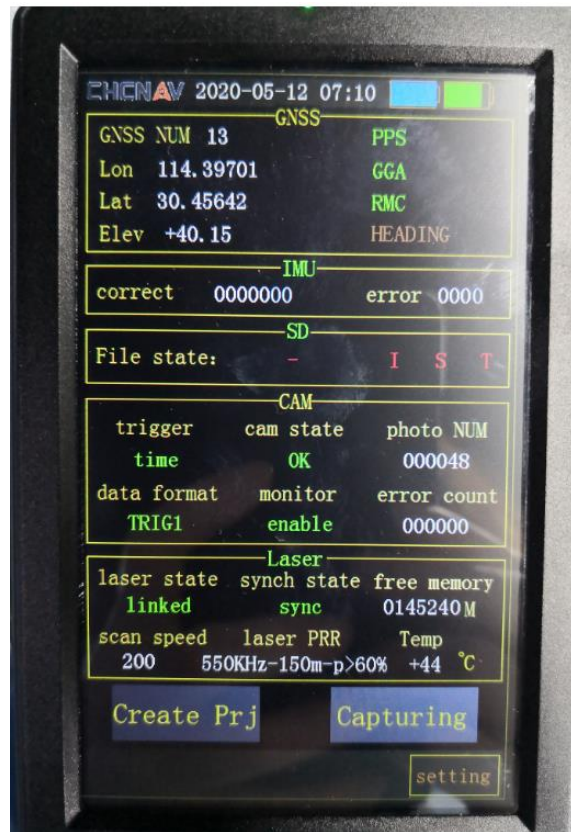 CHCNAV 2020-05-12 07:10
GNSS
GNSS NUM 13 PPS
Lon 114.39701 GGA
Lat 30.45642 RMC
Elev +40.15 HEADING
IMU
correct 0000000 error 0000
SD
File state: - I S T
CAM
trigger cam state photo NUM
time OK 000048
data format monitor error count
TRIG1 enable 000000
Laser
laser state synch state free memory
linked sync 0145240M
scan speed laser PRR Temp
200 550KHz-150m-p>60% +44 °C
Create Prj Capturing
setting